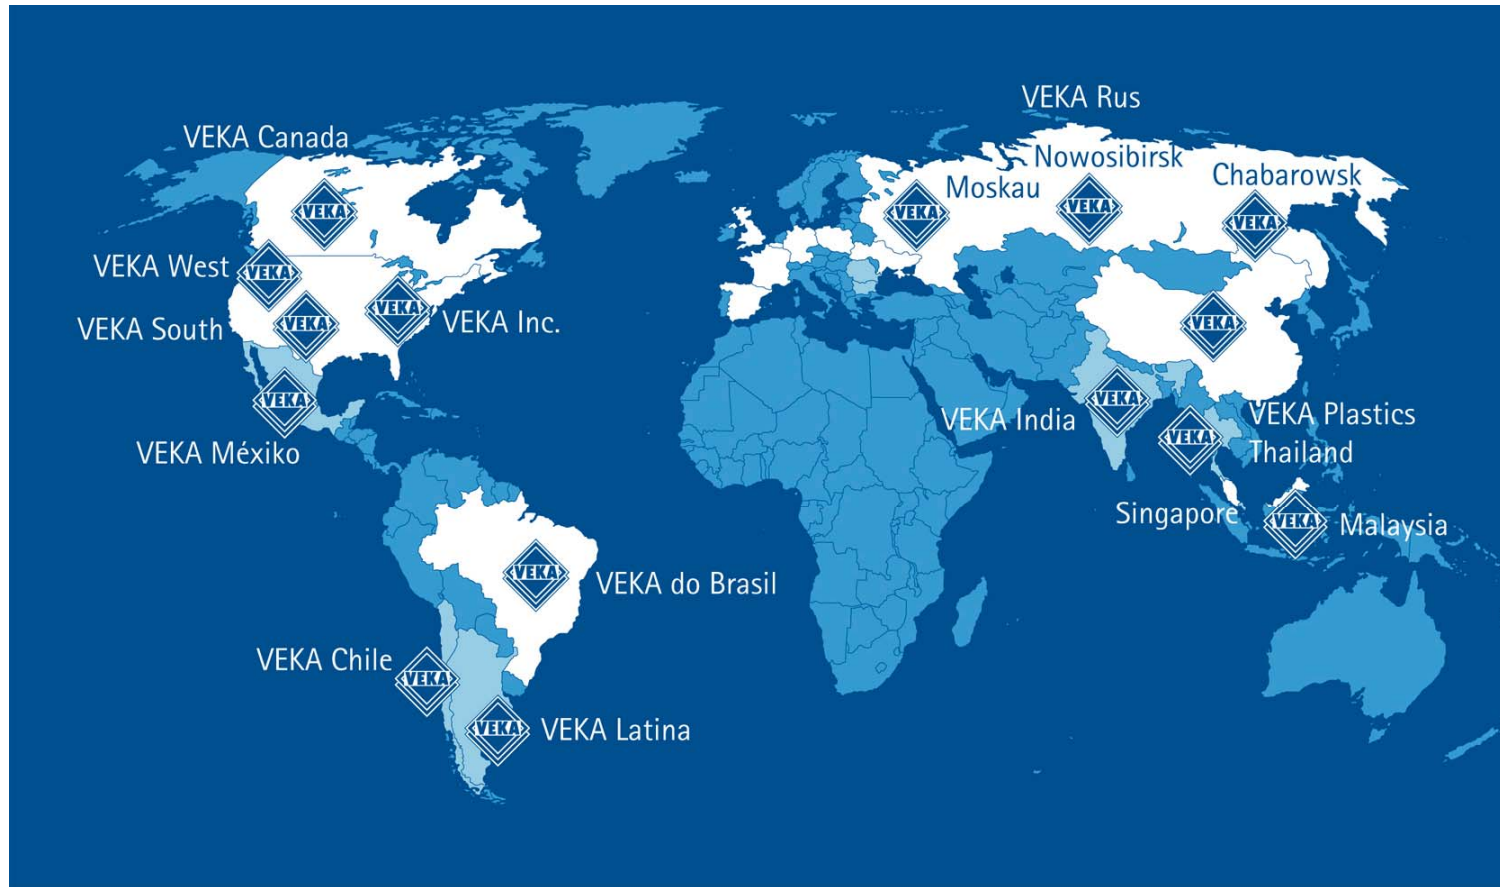 VEKA Rus
VEKA Canada
Nowosibirsk
Moskau
Chabarowsk
VEKA
VEKA
VEKA
VEKA
VEKA West
VEKA
VEKA South
VEKA
VEKA
VEKA Inc.
VEKA
VEKA
VEKA
VEKA India
VEKA Plastics
Thailand
VEKA
VEKA Méxiko
Singapore
VEKA
Malaysia
VEKA
VEKA do Brasil
VEKA Chile
VEKA
VEKA
VEKA Latina